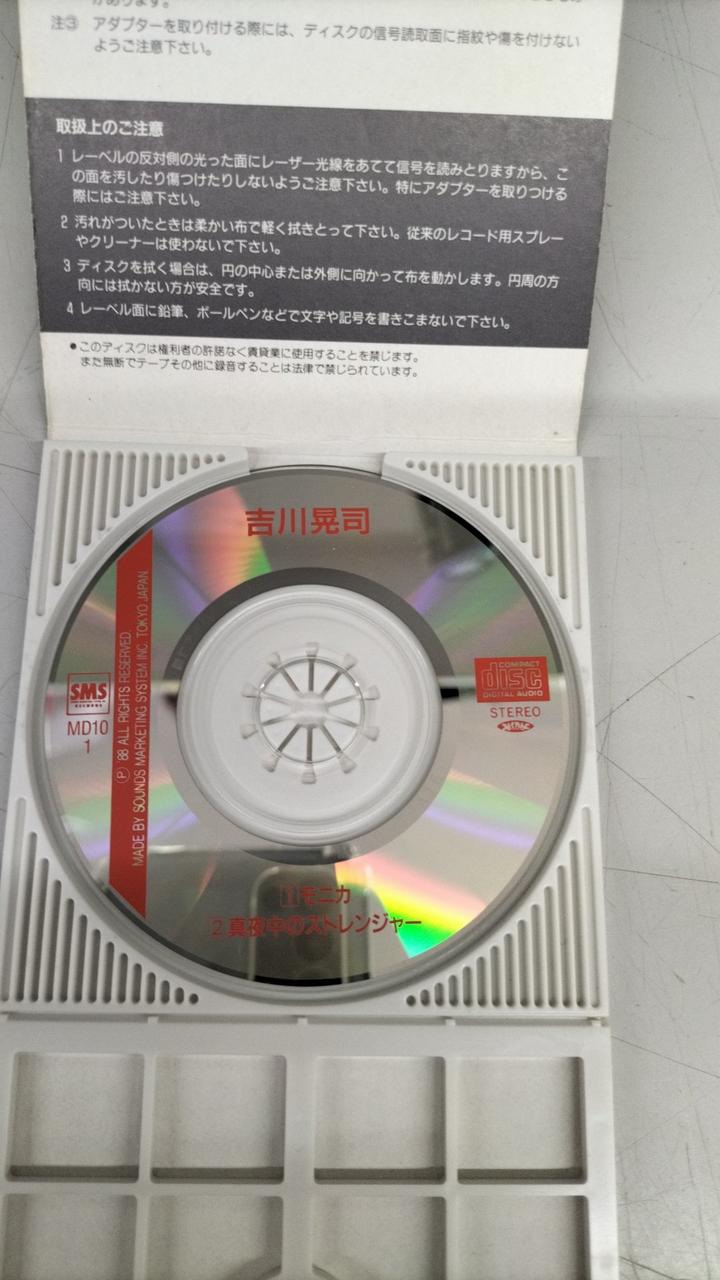 があります。
注③ アダプターを取り付ける際には、ディスクの信号読取面に指紋や傷を付けない
ようご注意下さい。
取扱上のご注意
1 レーベルの反対側の光った面にレーザー光線をあてて信号を読みとりますから、こ
の面を汚したり傷つけたりしないようご注意下さい。特にアダプターを取りつける
際にはご注意下さい。
2 汚れがついたときは柔かい布で軽く拭きとって下さい。従来のレコード用スプレー
やクリーナーは使わないで下さい。
3 ディスクを拭く場合は、円の中心または外側に向かって布を動かします。円周の方
向には拭かない方が安全です。
4 レーベル面に鉛筆、ボールペンなどで文字や記号を書きこまないで下さい。
●このディスクは権利者の許諾なく賃貸業に使用することを禁じます。
また無断でテープその他に録音することは法律で禁じられています。
吉川晃司
SMS
RECORDS
MD10
1
Ⓟ '88 ALL RIGHTS RESERVED.
MADE BY SOUNDS MARKETING SYSTEM INC. TOKYO JAPAN.
COMPACT
disc
DIGITAL AUDIO
STEREO
1 モニカ
2 真夜中のストレンジャー